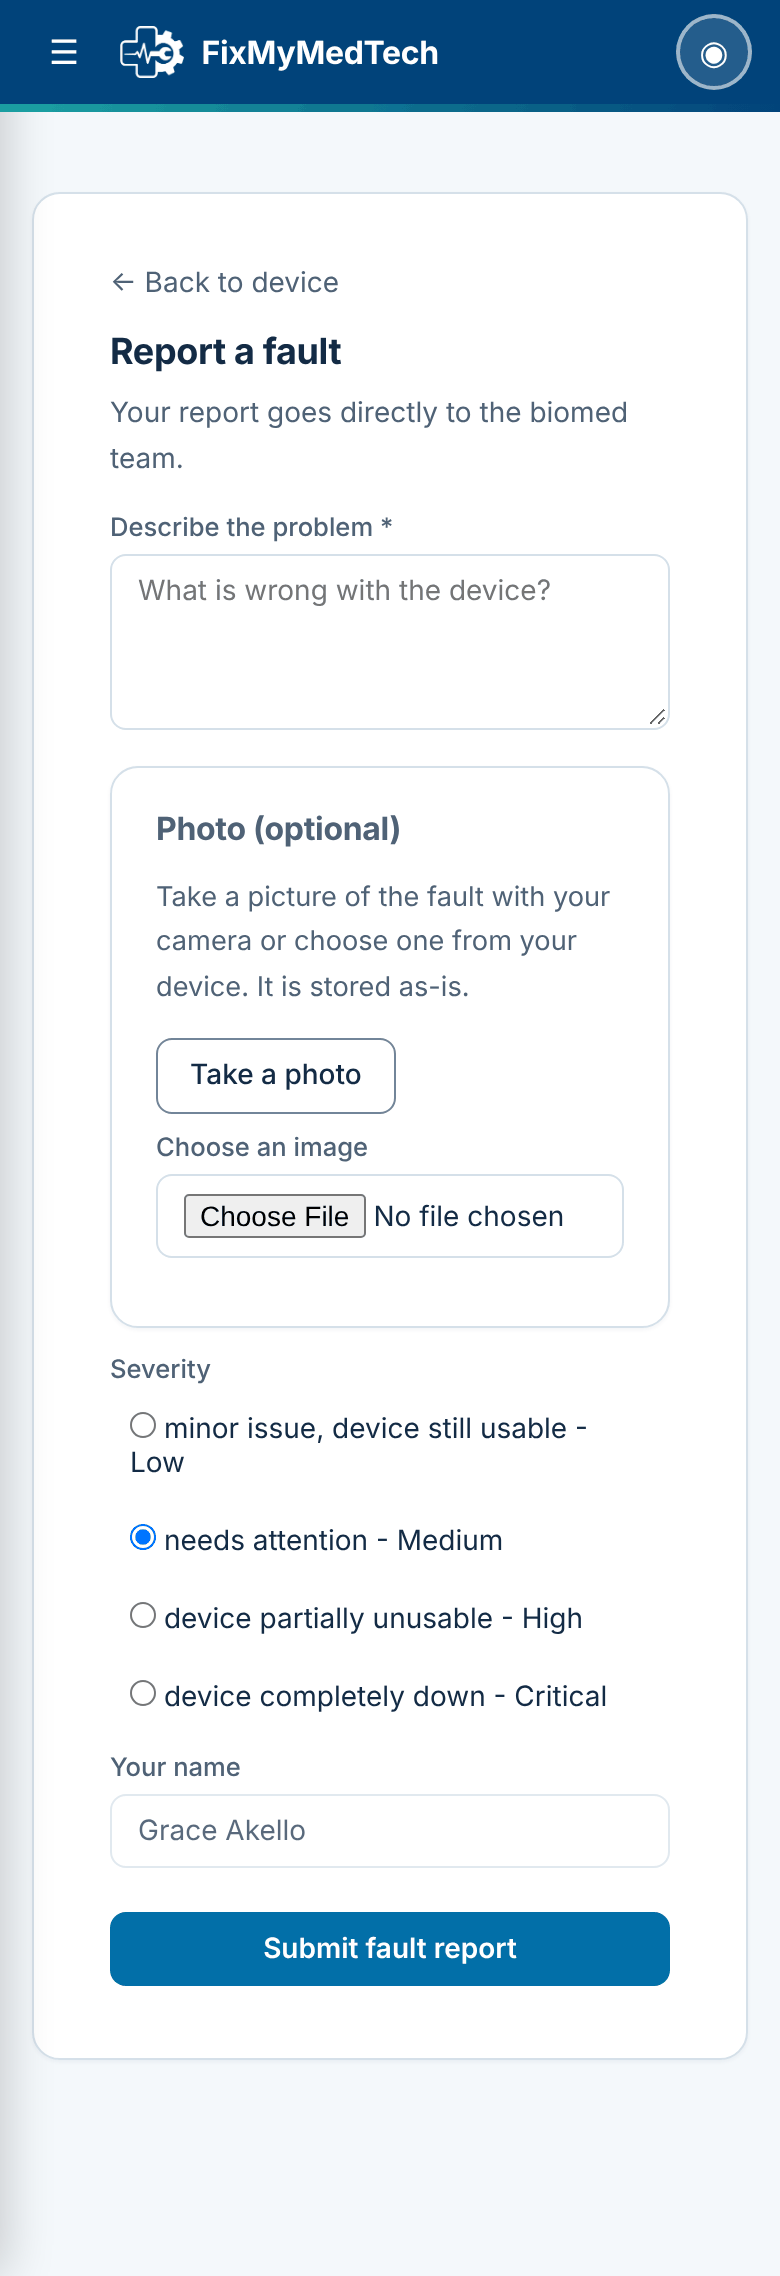 ☰ FixMyMedTech
← Back to device
Report a fault
Your report goes directly to the biomed
team.
Describe the problem *
What is wrong with the device?
Photo (optional)
Take a picture of the fault with your
camera or choose one from your
device. It is stored as-is.
Take a photo
Choose an image
Choose File No file chosen
Severity
minor issue, device still usable -
Low
needs attention - Medium
device partially unusable - High
device completely down - Critical
Your name
Grace Akello
Submit fault report